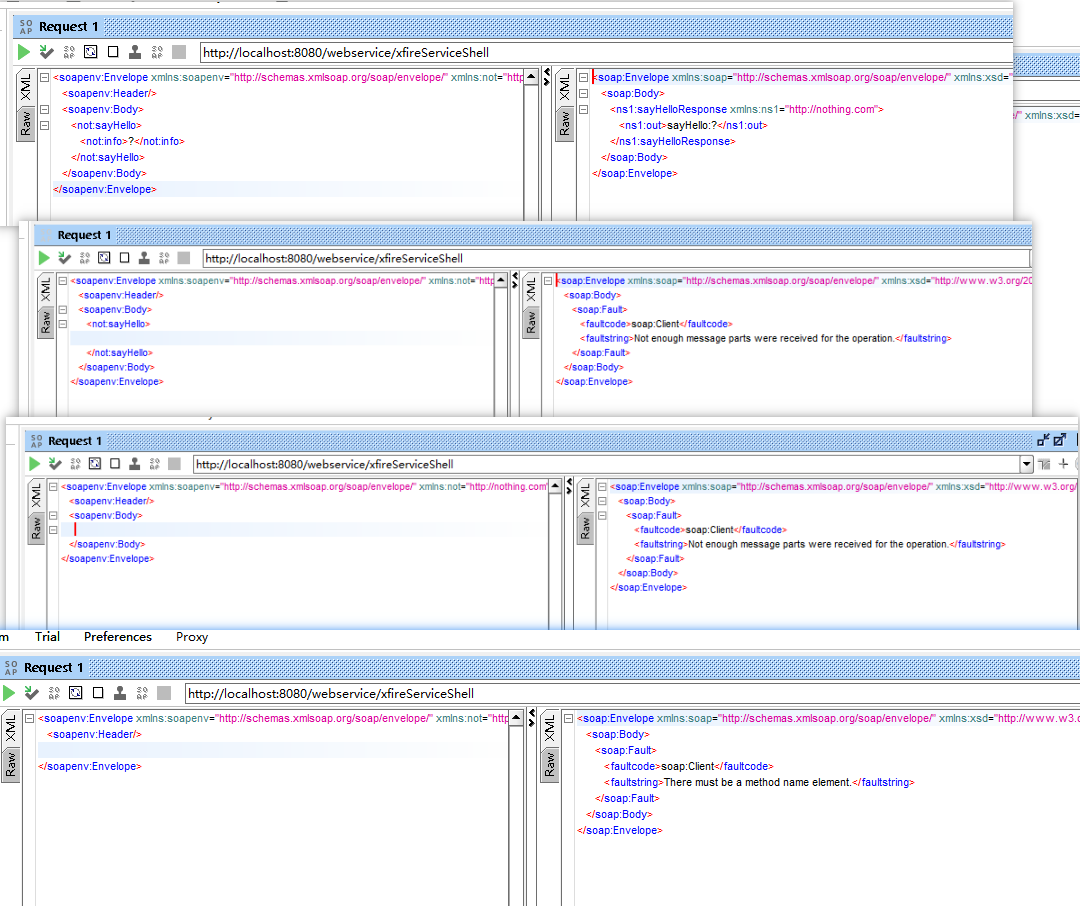 SO AP Request 1
http://localhost:8080/webservice/xfireServiceShell
XML
Raw
<soapenv:Envelope xmlns:soapenv="http://schemas.xmlsoap.org/soap/envelope/" xmlns:not="http
<soapenv:Header/>
<soapenv:Body>
<not:sayHello>
<not:info>?</not:info>
</not:sayHello>
</soapenv:Body>
</soapenv:Envelope>
XML
Raw
<soap:Envelope xmlns:soap="http://schemas.xmlsoap.org/soap/envelope/" xmlns:xsd="
<soap:Body>
<ns1:sayHelloResponse xmlns:ns1="http://nothing.com">
<ns1:out>sayHello:?</ns1:out>
</ns1:sayHelloResponse>
</soap:Body>
</soap:Envelope>
/" xmlns:xsd=
Request 1
http://localhost:8080/webservice/xfireServiceShell
XML
Raw
<soapenv:Envelope xmlns:soapenv="http://schemas.xmlsoap.org/soap/envelope/" xmlns:not="http
<soapenv:Header/>
<soapenv:Body>
<not:sayHello>
</not:sayHello>
</soapenv:Body>
</soapenv:Envelope>
XML
Raw
<soap:Envelope xmlns:soap="http://schemas.xmlsoap.org/soap/envelope/" xmlns:xsd="http://www.w3.org/20
<soap:Body>
<soap:Fault>
<faultcode>soap:Client</faultcode>
<faultstring>Not enough message parts were received for the operation.</faultstring>
</soap:Fault>
</soap:Body>
</soap:Envelope>
SO AP Request 1
http://localhost:8080/webservice/xfireServiceShell
XML
Raw
<soapenv:Envelope xmlns:soapenv="http://schemas.xmlsoap.org/soap/envelope/" xmlns:not="http://nothing.com"
<soapenv:Header/>
<soapenv:Body>
</soapenv:Body>
</soapenv:Envelope>
XML
Raw
<soap:Envelope xmlns:soap="http://schemas.xmlsoap.org/soap/envelope/" xmlns:xsd="http://www.w3.org/
<soap:Body>
<soap:Fault>
<faultcode>soap:Client</faultcode>
<faultstring>Not enough message parts were received for the operation.</faultstring>
</soap:Fault>
</soap:Body>
</soap:Envelope>
m Trial Preferences Proxy
SO AP Request 1
http://localhost:8080/webservice/xfireServiceShell
XML
Raw
<soapenv:Envelope xmlns:soapenv="http://schemas.xmlsoap.org/soap/envelope/" xmlns:not="http
<soapenv:Header/>
</soapenv:Envelope>
XML
Raw
<soap:Envelope xmlns:soap="http://schemas.xmlsoap.org/soap/envelope/" xmlns:xsd="http://www.w3.o
<soap:Body>
<soap:Fault>
<faultcode>soap:Client</faultcode>
<faultstring>There must be a method name element.</faultstring>
</soap:Fault>
</soap:Body>
</soap:Envelope>